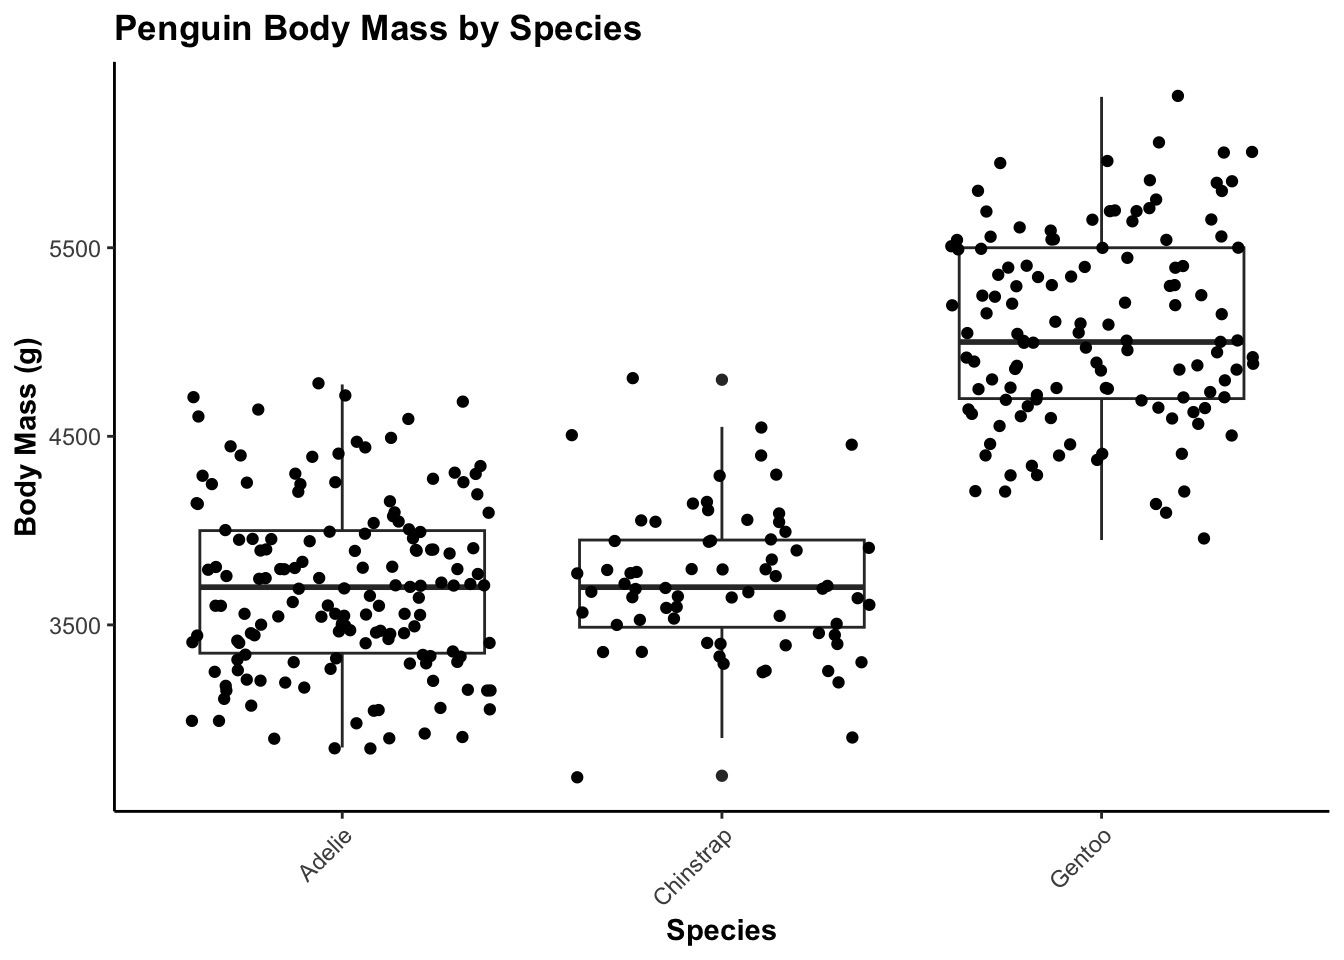 Penguin Body Mass by Species
Body Mass (g)
5500
4500
3500
Adelie
Chinstrap
Gentoo
Species